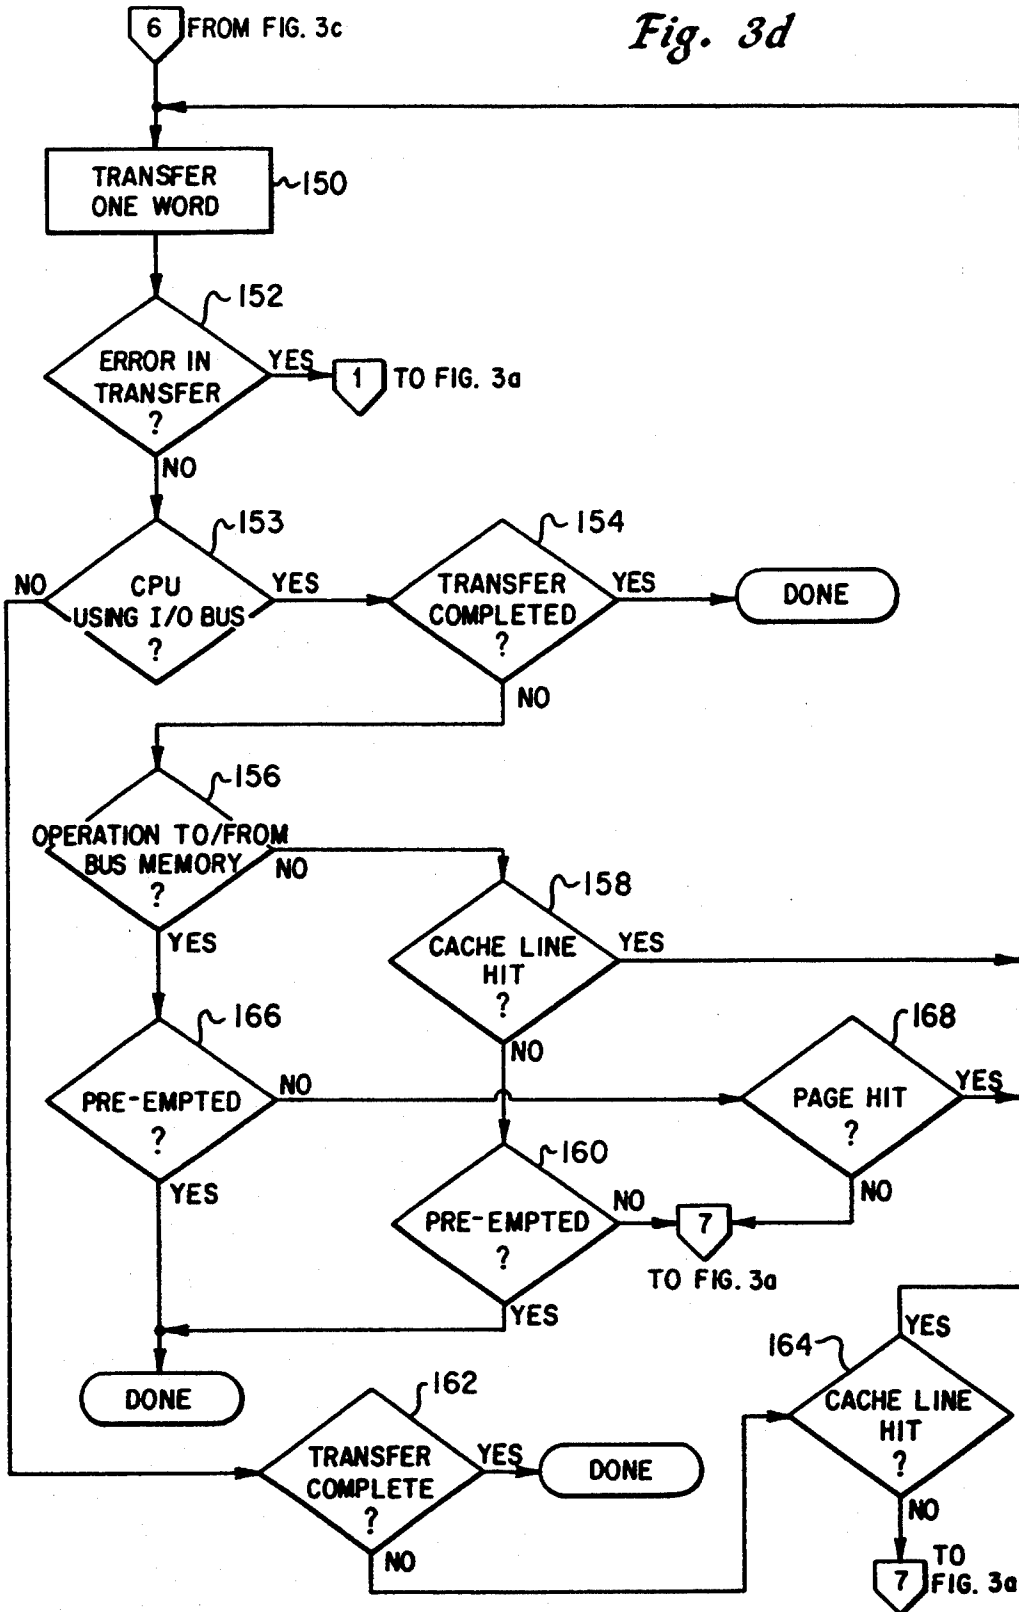 6 FROM FIG. 3c
Fig. 3d
TRANSFER
ONE WORD
150
152
ERROR IN
TRANSFER
?
YES
1 TO FIG. 3a
NO
153
154
NO
CPU
USING I/O BUS
?
YES
TRANSFER
COMPLETED
?
YES
DONE
NO
156
OPERATION TO/FROM
BUS MEMORY
?
NO
YES
158
CACHE LINE
HIT
?
YES
NO
166
PRE-EMPTED
?
NO
YES
168
PAGE HIT
?
YES
NO
160
PRE-EMPTED
?
NO
7
TO FIG. 3a
YES
DONE
162
TRANSFER
COMPLETE
?
YES
DONE
NO
164
YES
CACHE LINE
HIT
?
NO
7
TO
FIG. 3a